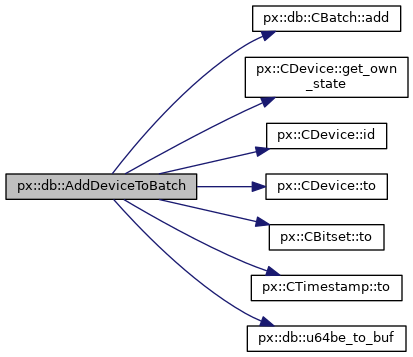 px::db::CBatch::add
px::CDevice::get_own
_state
px::CDevice::id
px::db::AddDeviceToBatch
px::CDevice::to
px::CBitset::to
px::CTimestamp::to
px::db::u64be_to_buf